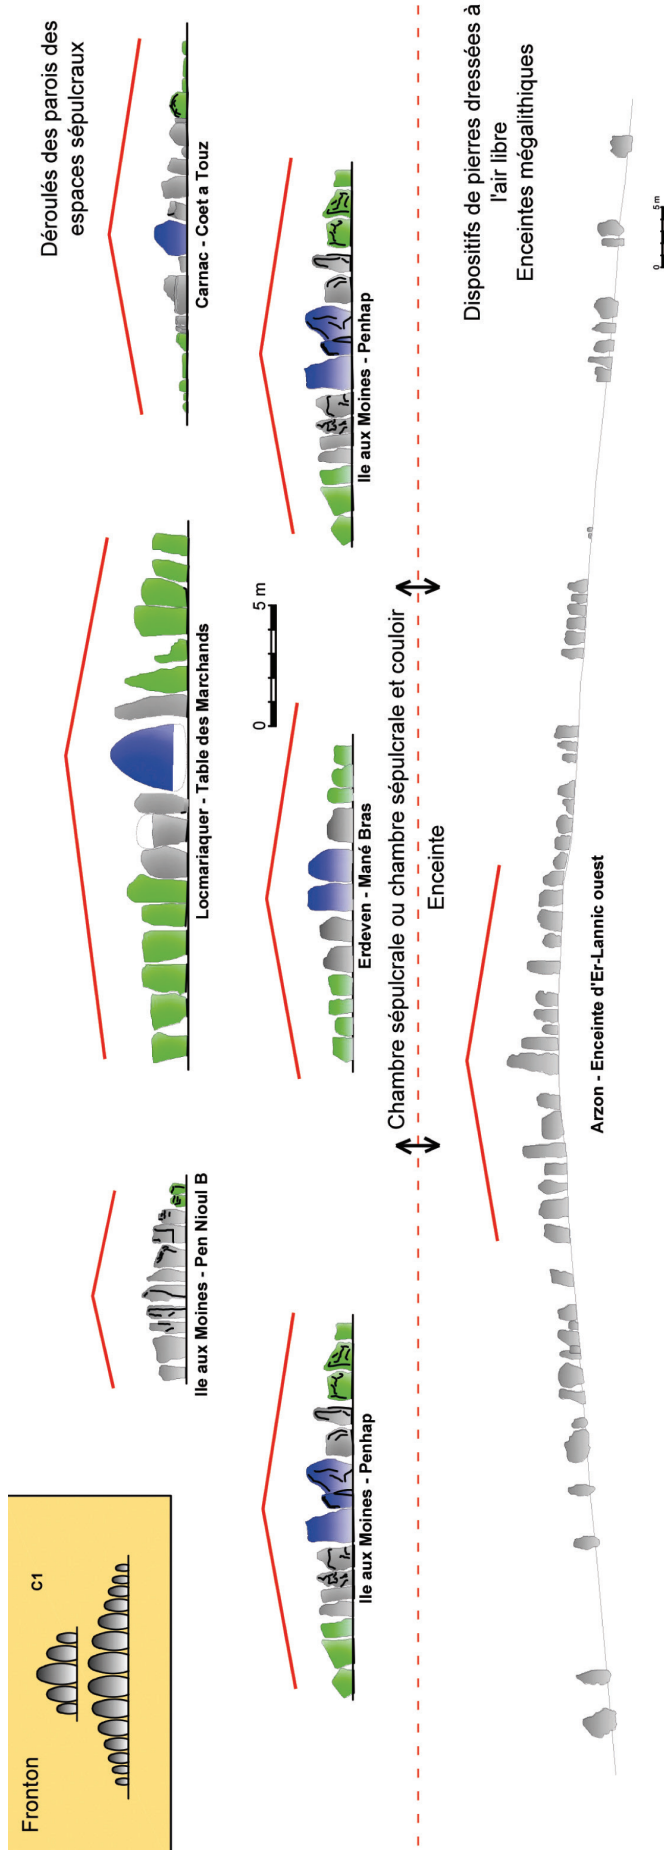 Fronton
C1
Ile aux Moines - Pen Nioul B
Locmariaquer - Table des Marchands
Carnac - Coet a Touz
Déroulés des parois des
espaces sépulcraux
Ile aux Moines - Penhap
Erdeven - Mané Bras
0
5 m
Ile aux Moines - Penhap
Chambre sépulcrale ou chambre sépulcrale et couloir
Enceinte
Dispositifs de pierres dressées à
l'air libre
Enceintes mégalithiques
Arzon - Enceinte d'Er-Lannic ouest
0
5m